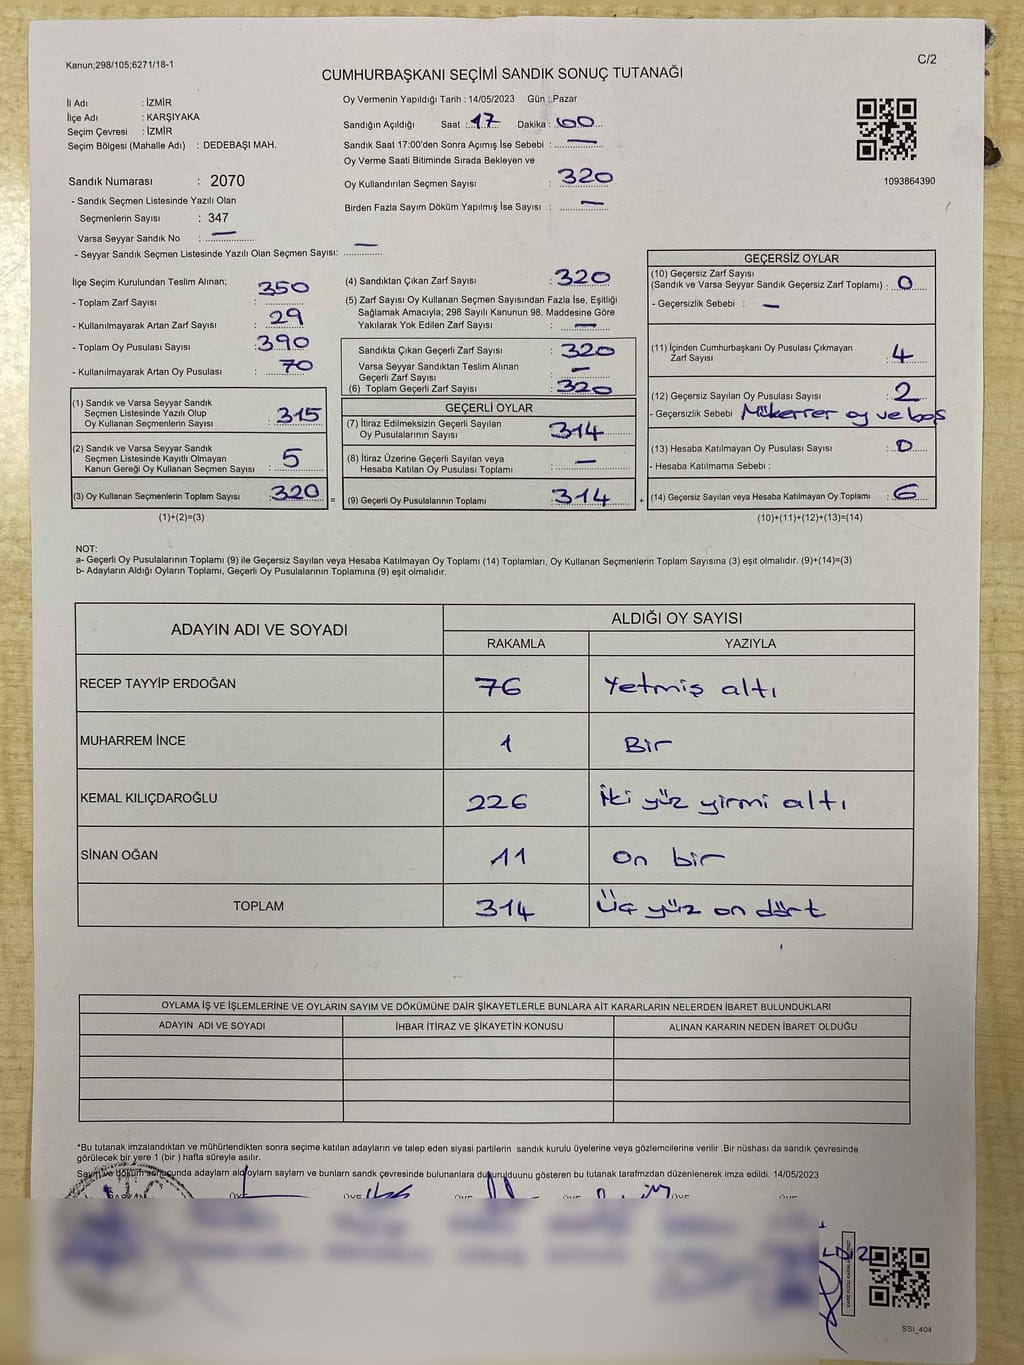 Kanun;298/105;6271/18-1
C/2
CUMHURBAŞKANI SEÇİMİ SANDIK SONUÇ TUTANAĞI
İl Adı : İZMİR
İlçe Adı : KARŞIYAKA
Seçim Çevresi : İZMİR
Seçim Bölgesi (Mahalle Adı) : DEDEBAŞI MAH.
Oy Vermenin Yapıldığı Tarih : 14/05/2023 Gün : Pazar
Sandığın Açıldığı Saat : 17 Dakika : 00
Sandık Saat 17:00'den Sonra Açımış İse Sebebi : —
Oy Verme Saati Bitiminde Sırada Bekleyen ve
Oy Kullandırılan Seçmen Sayısı : 320
Birden Fazla Sayım Döküm Yapılmış İse Sayısı : —
1093864390
Sandık Numarası : 2070
- Sandık Seçmen Listesinde Yazılı Olan
Seçmenlerin Sayısı : 347
Varsa Seyyar Sandık No : —
- Seyyar Sandık Seçmen Listesinde Yazılı Olan Seçmen Sayısı: —
İlçe Seçim Kurulundan Teslim Alınan;
- Toplam Zarf Sayısı : 350
- Kullanılmayarak Artan Zarf Sayısı : 29
- Toplam Oy Pusulası Sayısı : 390
- Kullanılmayarak Artan Oy Pusulası : 70
(1) Sandık ve Varsa Seyyar Sandık
Seçmen Listesinde Yazılı Olup
Oy Kullanan Seçmenlerin Sayısı : 315
(2) Sandık ve Varsa Seyyar Sandık
Seçmen Listesinde Kayıtlı Olmayan
Kanun Gereği Oy Kullanan Seçmen Sayısı : 5
(3) Oy Kullanan Seçmenlerin Toplam Sayısı : 320 =
(1)+(2)=(3)
(4) Sandıktan Çıkan Zarf Sayısı : 320
(5) Zarf Sayısı Oy Kullanan Seçmen Sayısından Fazla İse, Eşitliği
Sağlamak Amacıyla; 298 Sayılı Kanunun 98. Maddesine Göre
Yakılarak Yok Edilen Zarf Sayısı : —
Sandıkta Çıkan Geçerli Zarf Sayısı : 320
Varsa Seyyar Sandıktan Teslim Alınan
Geçerli Zarf Sayısı : —
(6) Toplam Geçerli Zarf Sayısı : 320
GEÇERLİ OYLAR
(7) İtiraz Edilmeksizin Geçerli Sayılan
Oy Pusulalarının Sayısı : 314
(8) İtiraz Üzerine Geçerli Sayılan veya
Hesaba Katılan Oy Pusulası Toplamı : —
(9) Geçerli Oy Pusulalarının Toplamı : 314 +
GEÇERSİZ OYLAR
(10) Geçersiz Zarf Sayısı
(Sandık ve Varsa Seyyar Sandık Geçersiz Zarf Toplamı) : 0
- Geçersizlik Sebebi : —
(11) İçinden Cumhurbaşkanı Oy Pusulası Çıkmayan
Zarf Sayısı : 4
(12) Geçersiz Sayılan Oy Pusulası Sayısı : 2
- Geçersizlik Sebebi Mükerrer oy ve boş
(13) Hesaba Katılmayan Oy Pusulası Sayısı : 0
- Hesaba Katılmama Sebebi :
(14) Geçersiz Sayılan veya Hesaba Katılmayan Oy Toplamı : 6
(10)+(11)+(12)+(13)=(14)
NOT:
a- Geçerli Oy Pusulalarının Toplamı (9) ile Geçersiz Sayılan veya Hesaba Katılmayan Oy Toplamı (14) Toplamları, Oy Kullanan Seçmenlerin Toplam Sayısına (3) eşit olmalıdır. (9)+(14)=(3)
b- Adayların Aldığı Oyların Toplamı, Geçerli Oy Pusulalarının Toplamına (9) eşit olmalıdır.
ADAYIN ADI VE SOYADI
ALDIĞI OY SAYISI
RAKAMLA YAZIYLA
RECEP TAYYİP ERDOĞAN 76 Yetmiş altı
MUHARREM İNCE 1 Bir
KEMAL KILIÇDAROĞLU 226 İki yüz yirmi altı
SİNAN OĞAN 11 on bir
TOPLAM 314 Üç yüz on dört
OYLAMA İŞ VE İŞLEMLERİNE VE OYLARIN SAYIM VE DÖKÜMÜNE DAİR ŞİKAYETLERLE BUNLARA AİT KARARLARIN NELERDEN İBARET BULUNDUKLARI
ADAYIN ADI VE SOYADI İHBAR İTİRAZ VE ŞİKAYETİN KONUSU ALINAN KARARIN NEDEN İBARET OLDUĞU
*Bu tutanak imzalandıktan ve mühürlendikten sonra seçime katılan adayların ve talep eden siyasi partilerin sandık kurulu üyelerine veya gözlemcilerine verilir .Bir nüshası da sandık çevresinde
görülecek bir yere 1 (bir ) hafta süreyle asılır.
Sayım ve döküm sonucunda adayların aldıği oyların sayların ve bunların sandk çevresinde bulunanlara duyurulduunu gösteren bu tutanak tarafmzdan düzenlenerek imza edildi. 14/05/2023
BAŞKAN ÜYE ÜYE ÜYE ÜYE ÜYE ÜYE
SSI_404